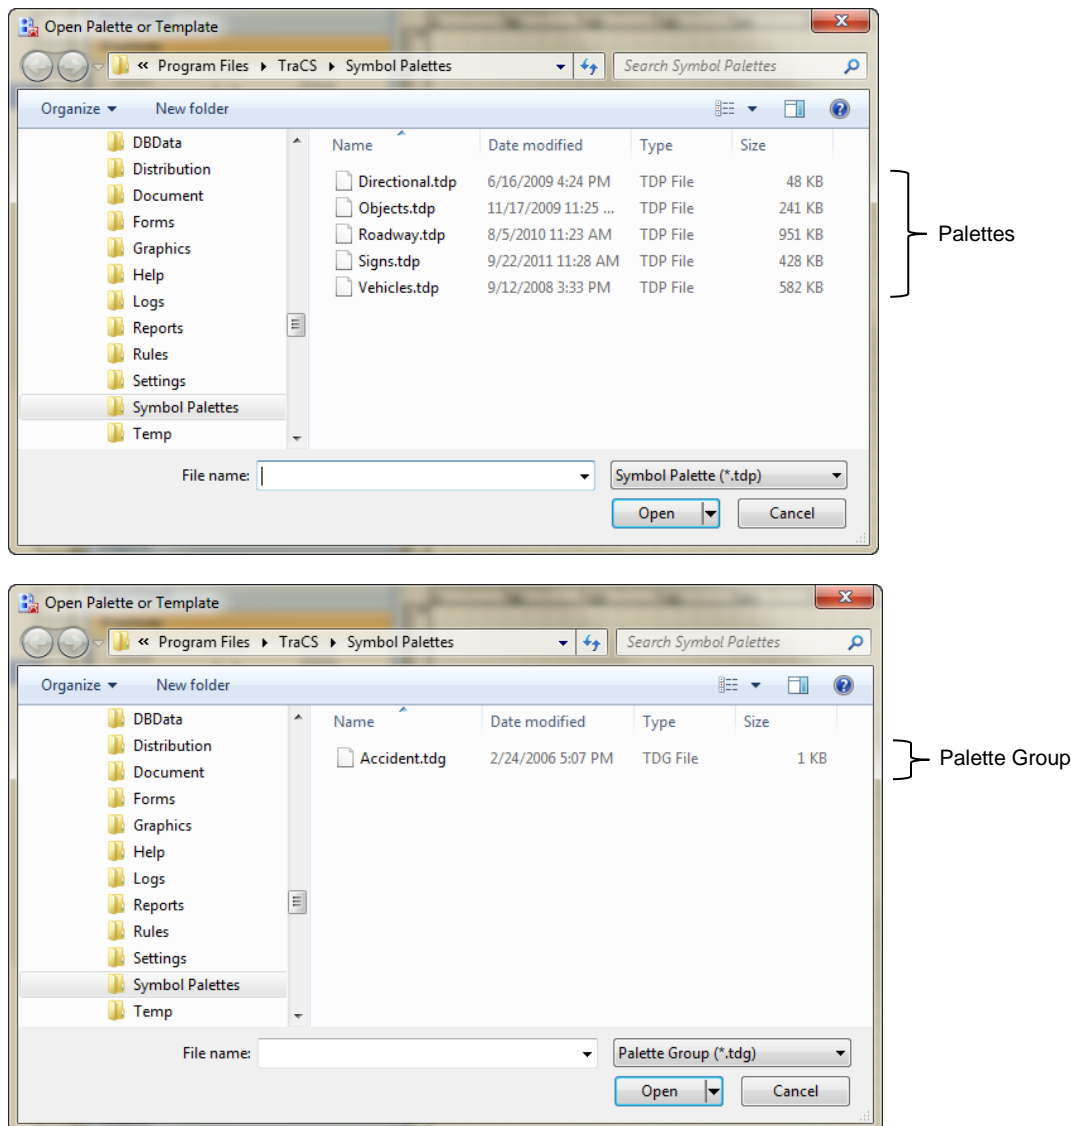 Open Palette or Template
« Program Files TraCS Symbol Palettes Search Symbol Palettes
Organize New folder
DBData Name Date modified Type Size
Distribution Directional.tdp 6/16/2009 4:24 PM TDP File 48 KB
Document Objects.tdp 11/17/2009 11:25 ... TDP File 241 KB
Forms Roadway.tdp 8/5/2010 11:23 AM TDP File 951 KB
Graphics Signs.tdp 9/22/2011 11:28 AM TDP File 428 KB
Help Vehicles.tdp 9/12/2008 3:33 PM TDP File 582 KB
Palettes
Logs
Reports
Rules
Settings
Symbol Palettes
Temp
File name: Symbol Palette (*.tdp)
Open Cancel
Open Palette or Template
« Program Files TraCS Symbol Palettes Search Symbol Palettes
Organize New folder
DBData Name Date modified Type Size
Distribution Accident.tdg 2/24/2006 5:07 PM TDG File 1 KB
Palette Group
Document
Forms
Graphics
Help
Logs
Reports
Rules
Settings
Symbol Palettes
Temp
File name: Palette Group (*.tdg)
Open Cancel